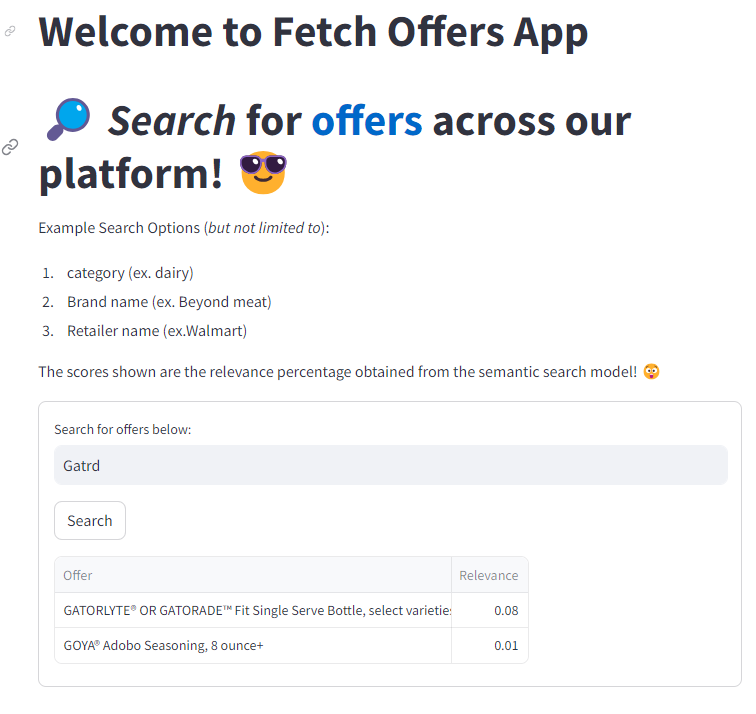 Welcome to Fetch Offers App
Search for offers across our
platform!
Example Search Options (but not limited to):
1. category (ex. dairy)
2. Brand name (ex. Beyond meat)
3. Retailer name (ex.Walmart)
The scores shown are the relevance percentage obtained from the semantic search model!
Search for offers below:
Gatrd
Search
Offer Relevance
GATORLYTE® OR GATORADE™ Fit Single Serve Bottle, select varieties 0.08
GOYA® Adobo Seasoning, 8 ounce+ 0.01